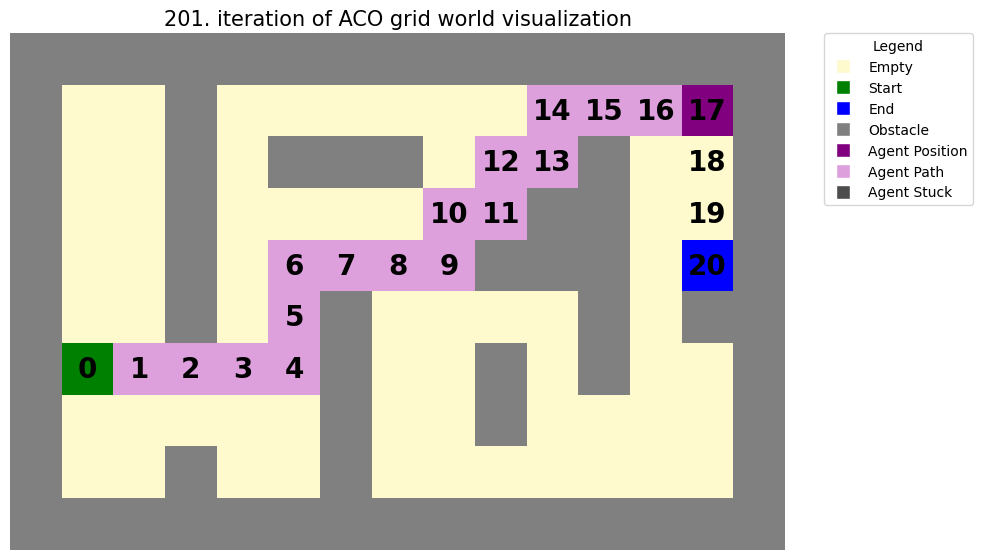 201. iteration of ACO grid world visualization
Legend
Empty
Start
End
Obstacle
Agent Position
Agent Path
Agent Stuck
14 15 16 17
12 13 18
10 11 19
6 7 8 9 20
5
0 1 2 3 4